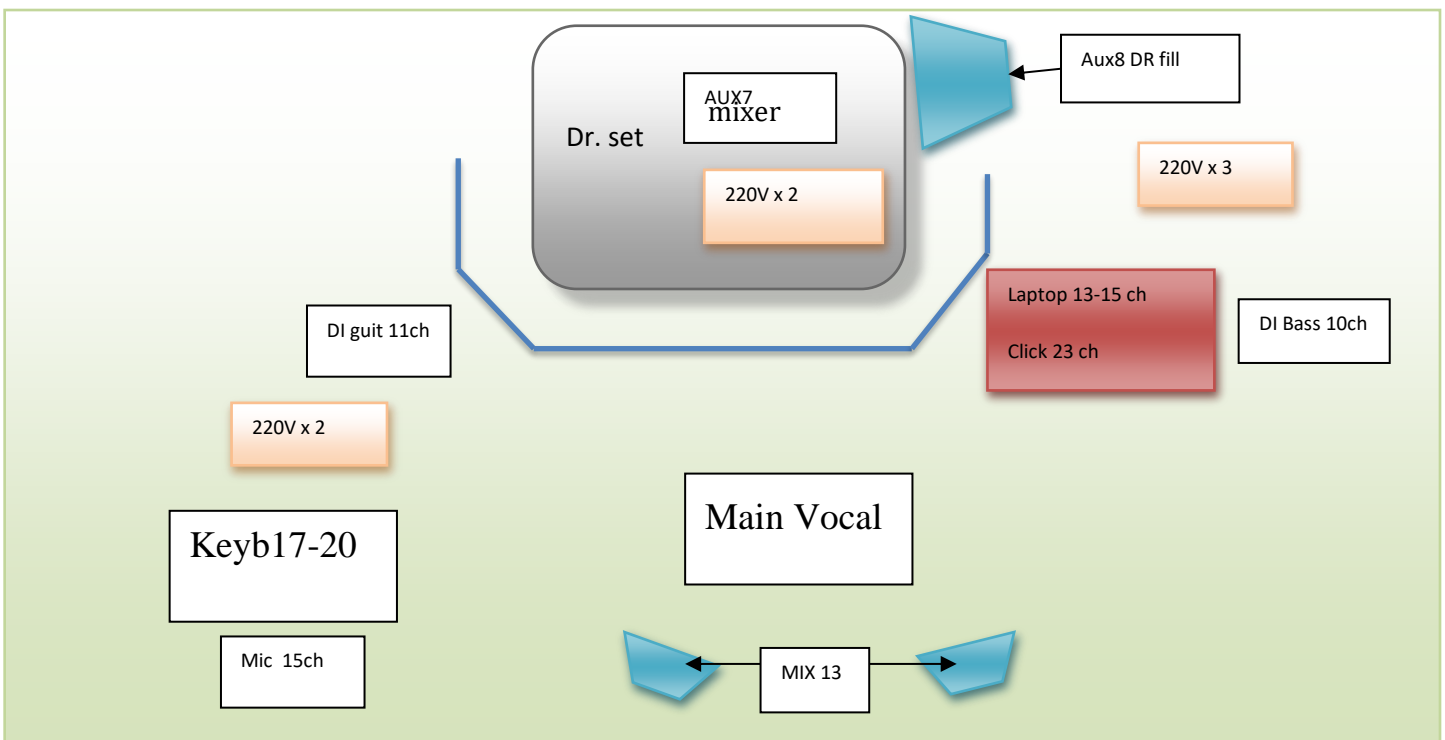 Aux8 DR fill
AUX7
mixer
Dr. set
220V x 2
220V x 3
Laptop 13-15 ch
Click 23 ch
DI Bass 10ch
DI guit 11ch
220V x 2
Main Vocal
Keyb17-20
Mic  15ch
MIX 13